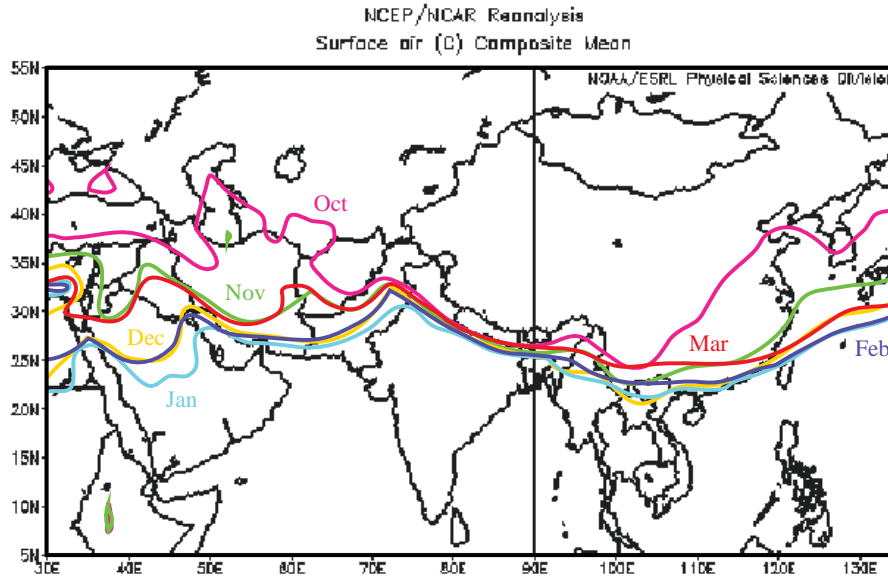 NCEP/NCAR Reanalysis
Surface air (C) Composite Mean
NOAA/ESRL Physical Sciences Division
55N
50N
45N
40N
35N
30N
25N
20N
15N
10N
5N
Oct
Nov
Dec
Jan
Mar
Feb
30E 40E 50E 60E 70E 80E 90E 100E 110E 120E 130E